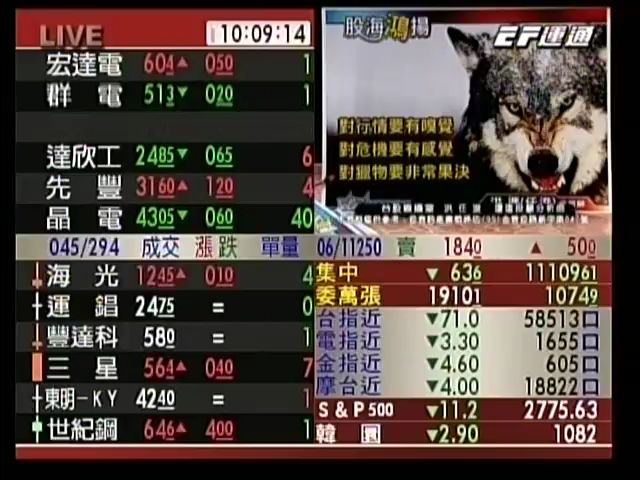 LIVE 10:09:14
宏達電 604▲ 050 1
群電 513▼ 020 1
達欣工 2485▼ 065 6
先豐 3160▲ 120 4
晶電 4305▼ 060 40
045/294 成交 漲跌 單量
海光 1245▲ 010 4
運錩 2475 = 0
豐達科 580 = 1
三星 564▲ 040 7
東明－KY 4240 = 1
世紀鋼 646▲ 400 1
股海鴻揚 EF運通
對行情要有嗅覺
對危機要有感覺
對獵物要非常果決
06/11250 賣 1840 ▲ 500
集中 ▼ 636 1110961
委萬張 19101 10749
台指近 ▼71.0 58513口
電指近 ▼3.30 1655口
金指近 ▼4.60 605口
摩台近 ▼4.00 18822口
S&P500 ▼11.2 2775.63
韓圜 ▼2.90 1082